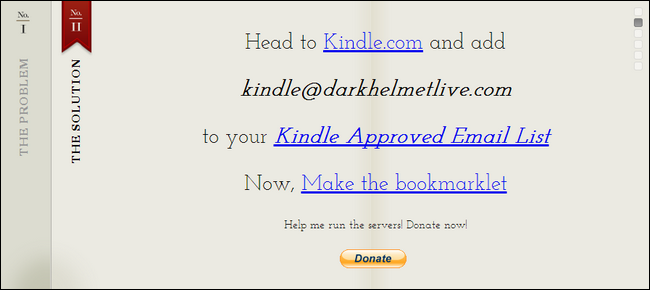 No.
I
THE PROBLEM
No.
II
THE SOLUTION
Head to Kindle.com and add
kindle@darkhelmetlive.com
to your Kindle Approved Email List
Now, Make the bookmarklet
Help me run the servers! Donate now!
Donate